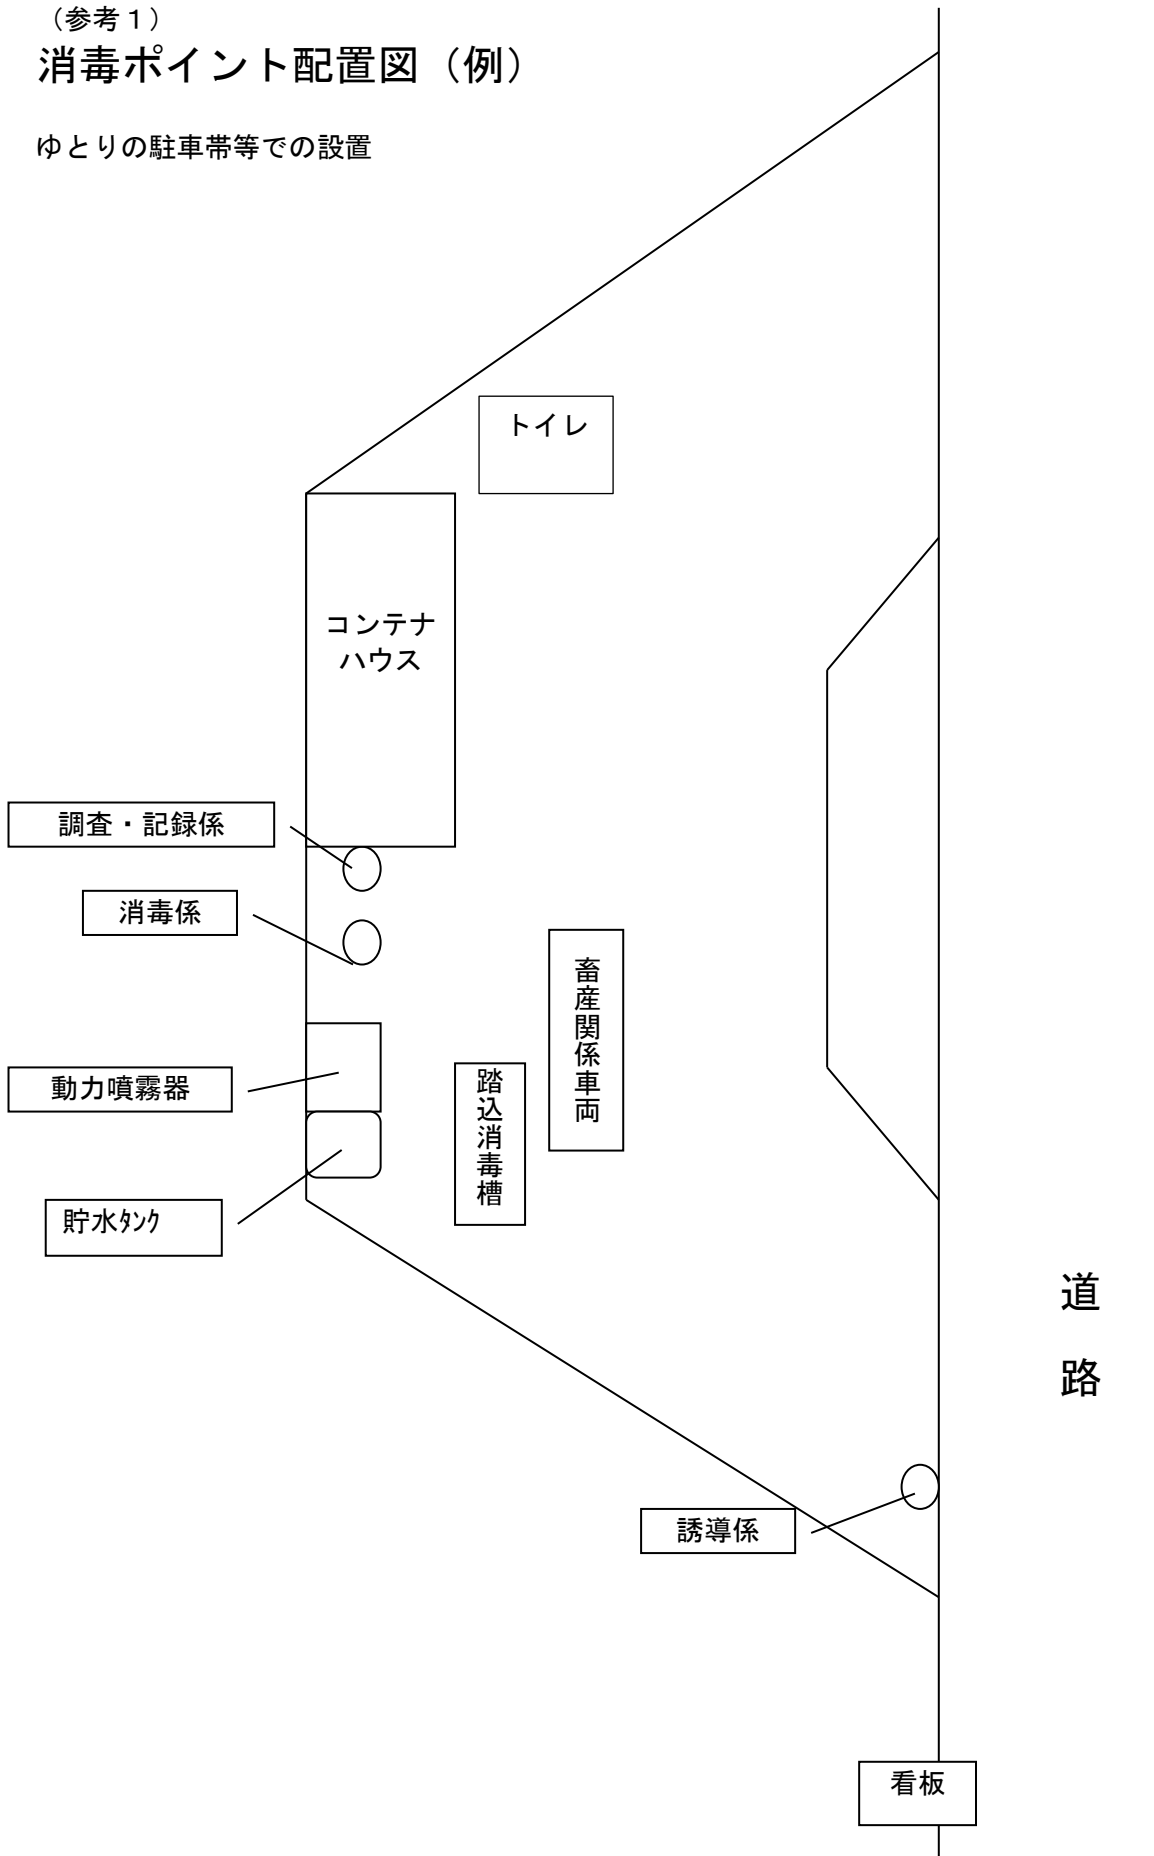 （参考１）
消毒ポイント配置図（例）
ゆとりの駐車帯等での設置
トイレ
コンテナ
ハウス
調査・記録係
消毒係
畜産関係車両
動力噴霧器
踏込消毒槽
貯水ﾀﾝｸ
道路
誘導係
看板